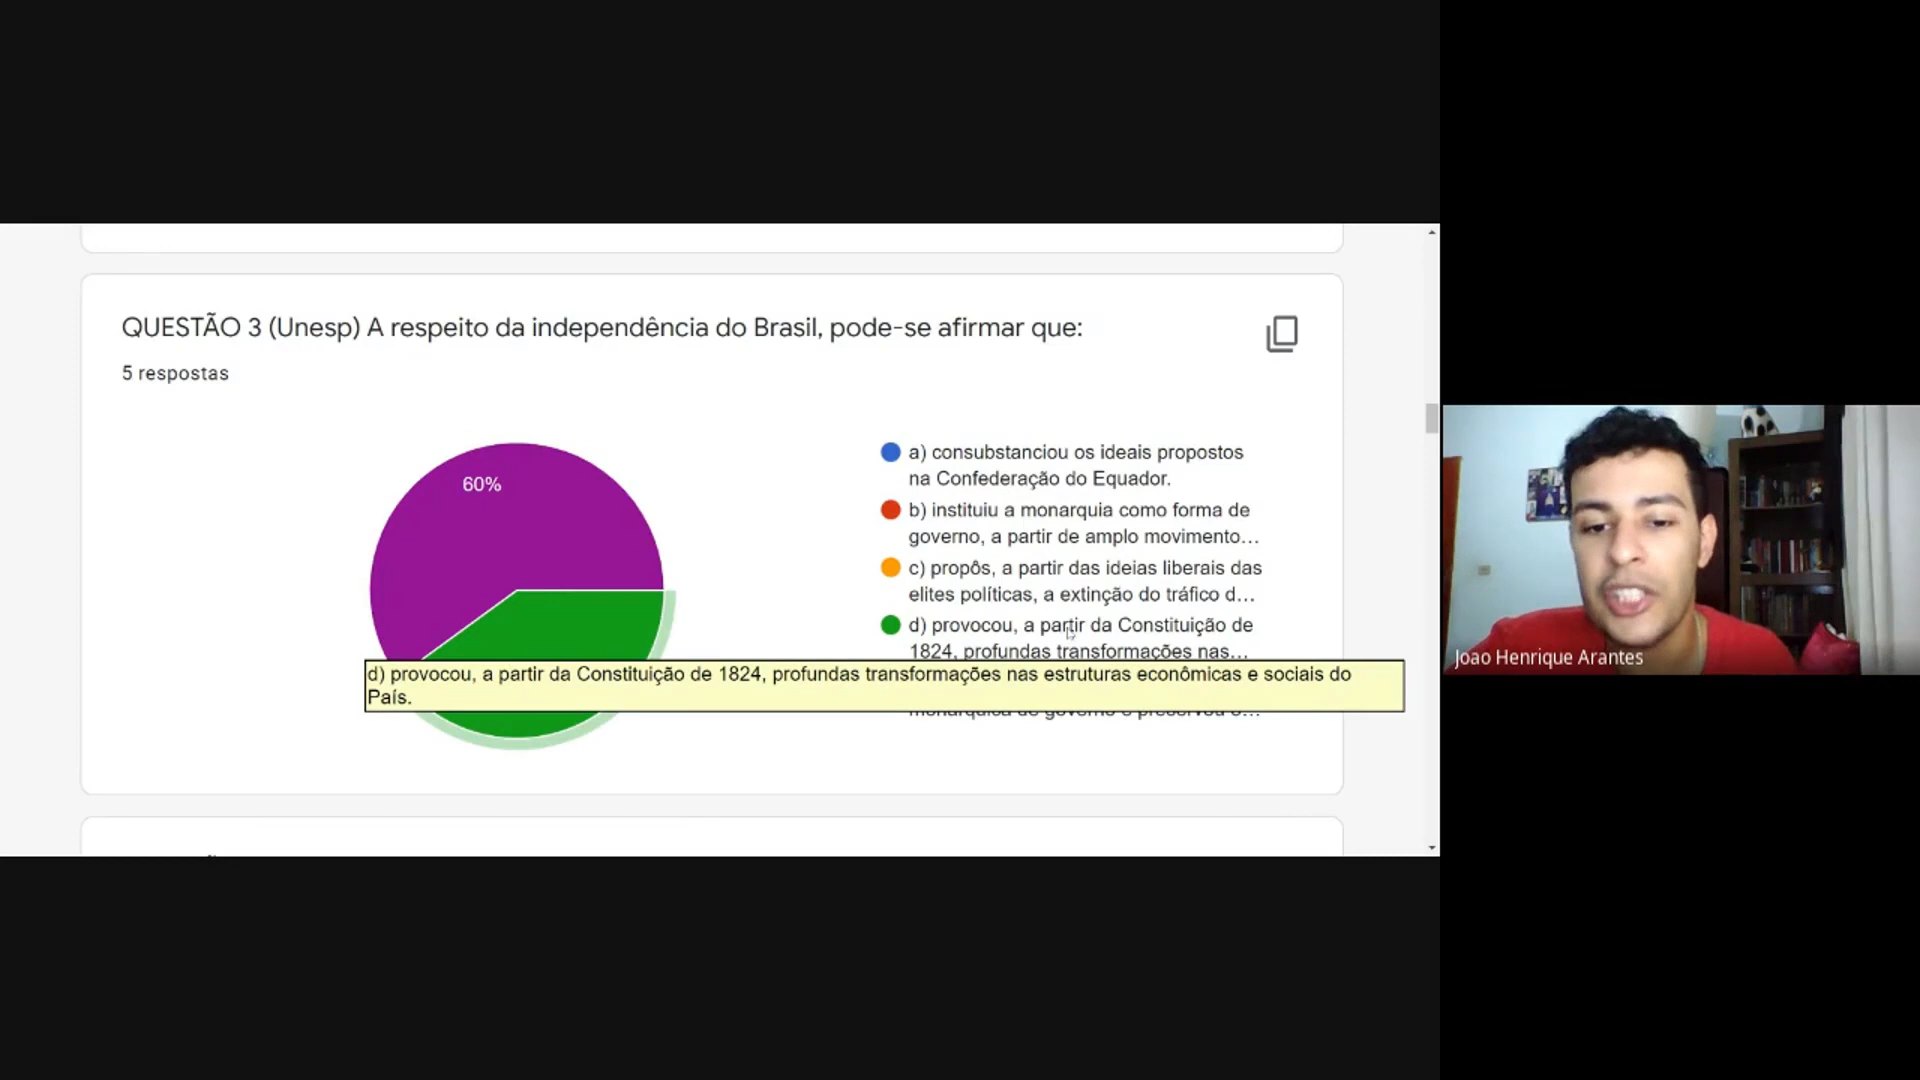 QUESTÃO 3 (Unesp) A respeito da independência do Brasil, pode-se afirmar que:
5 respostas
60%
a) consubstanciou os ideais propostos
na Confederação do Equador.
b) instituiu a monarquia como forma de
governo, a partir de amplo movimento...
c) propôs, a partir das ideias liberais das
elites políticas, a extinção do tráfico d...
d) provocou, a partir da Constituição de
1824, profundas transformações nas...
d) provocou, a partir da Constituição de 1824, profundas transformações nas estruturas econômicas e sociais do
País.
Joao Henrique Arantes